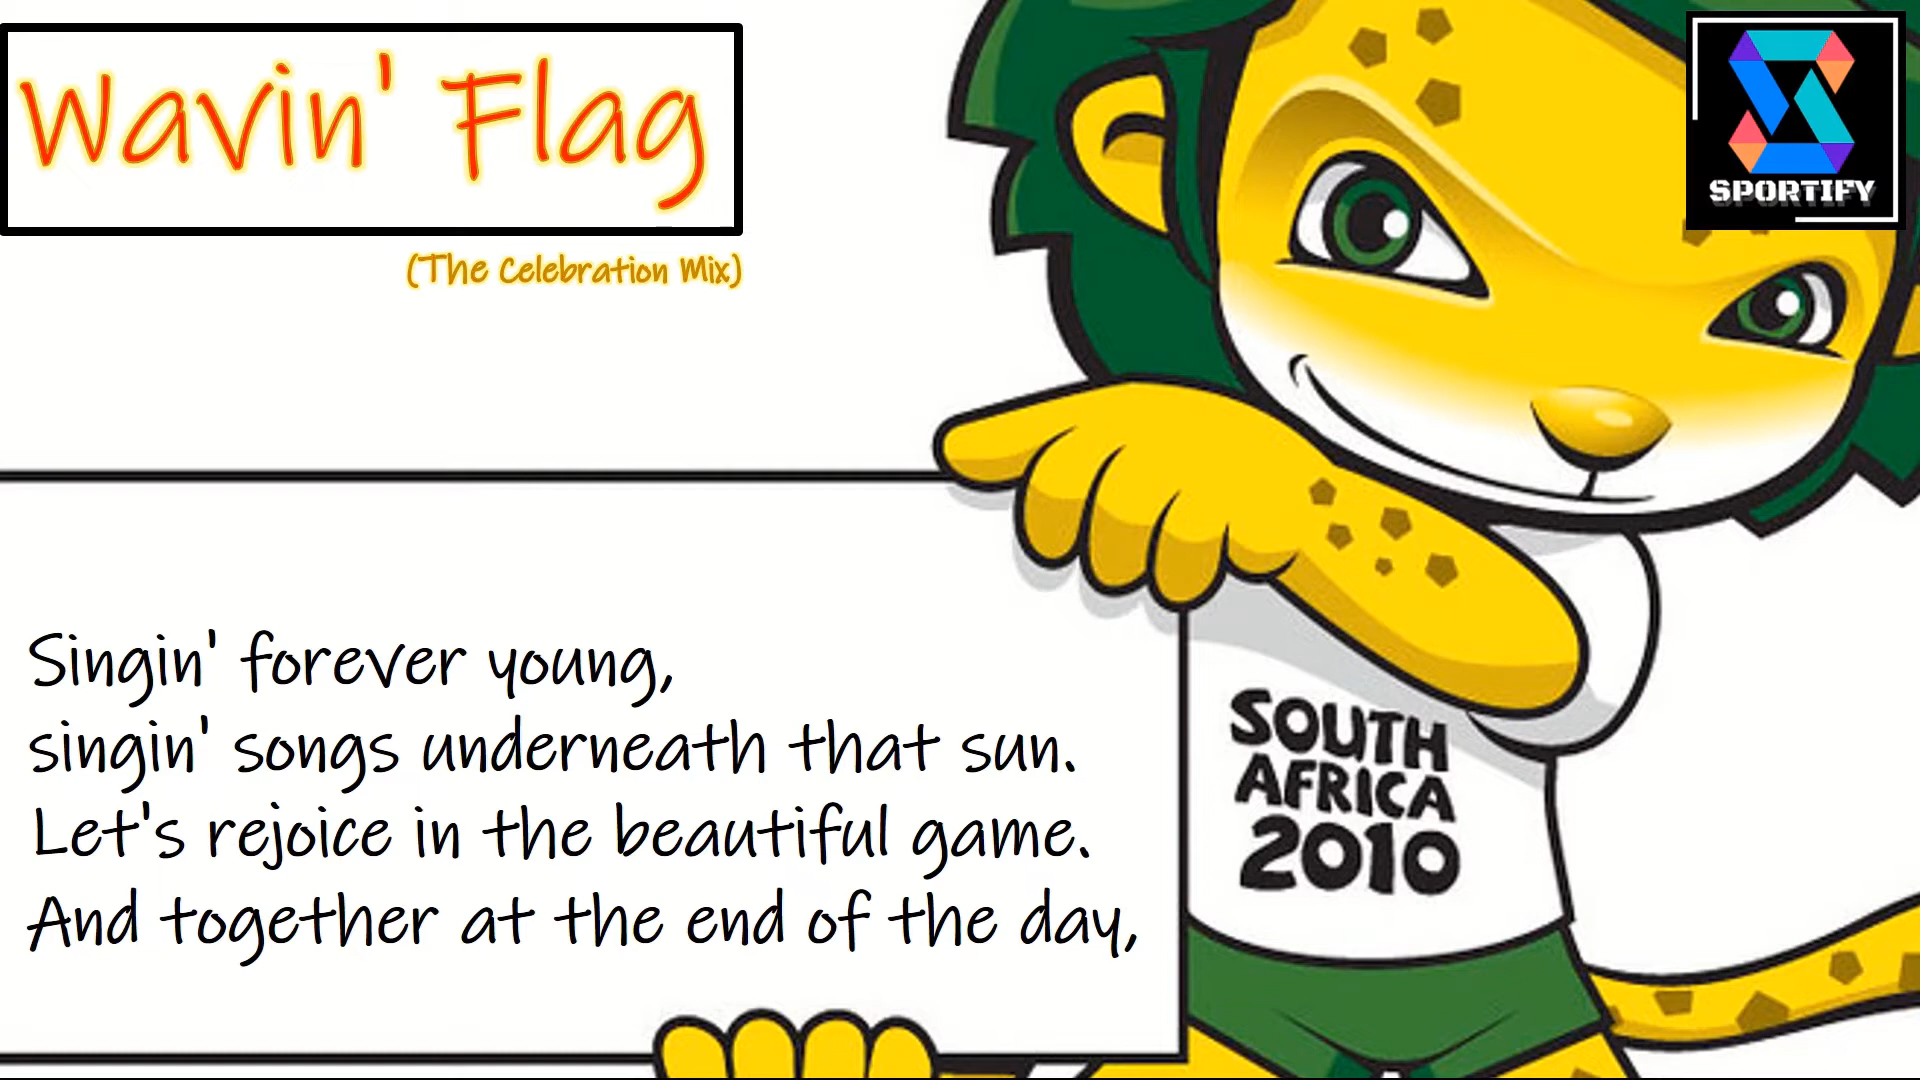 Wavin' Flag
(The Celebration Mix)
SPORTIFY
Singin' forever young,
singin' songs underneath that sun.
Let's rejoice in the beautiful game.
And together at the end of the day,
SOUTH
AFRICA
2010